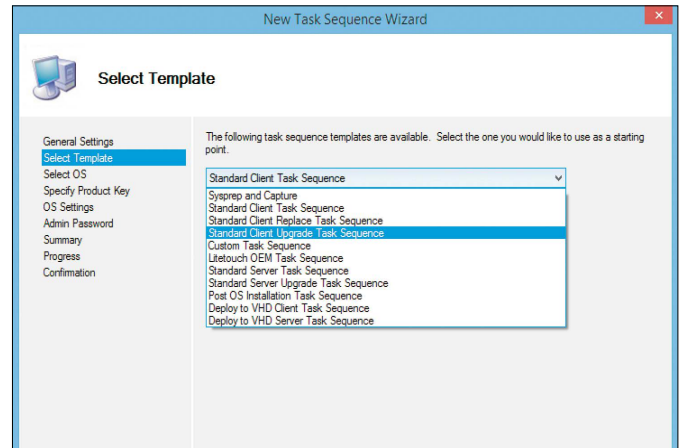 New Task Sequence Wizard
Select Template
General Settings
Select Template
Select OS
Specify Product Key
OS Settings
Admin Password
Summary
Progress
Confirmation
The following task sequence templates are available. Select the one you would like to use as a starting
point.
Standard Client Task Sequence
Sysprep and Capture
Standard Client Task Sequence
Standard Client Replace Task Sequence
Standard Client Upgrade Task Sequence
Custom Task Sequence
Litetouch OEM Task Sequence
Standard Server Task Sequence
Standard Server Upgrade Task Sequence
Post OS Installation Task Sequence
Deploy to VHD Client Task Sequence
Deploy to VHD Server Task Sequence